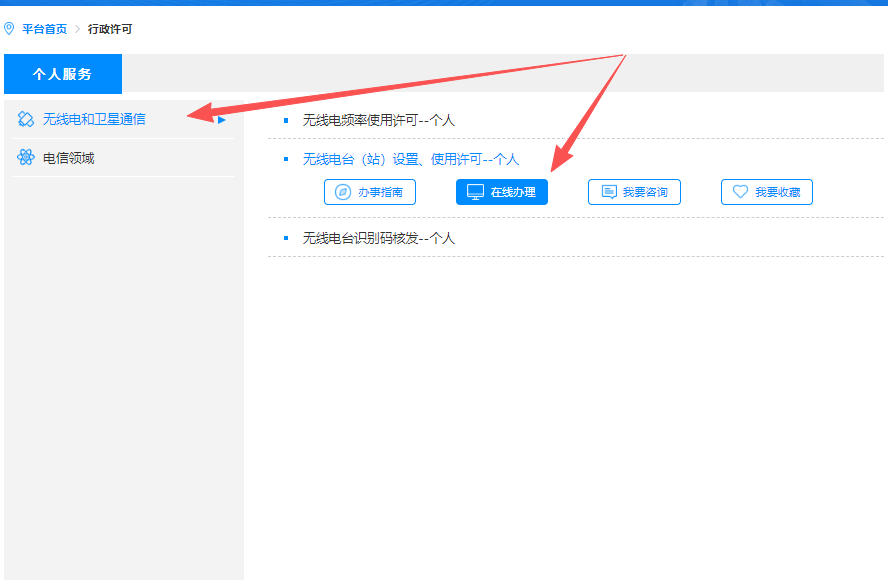 平台首页 > 行政许可
个人服务
无线电和卫星通信
电信领域
无线电频率使用许可--个人
无线电台（站）设置、使用许可--个人
办事指南 在线办理 我要咨询 我要收藏
无线电台识别码核发--个人